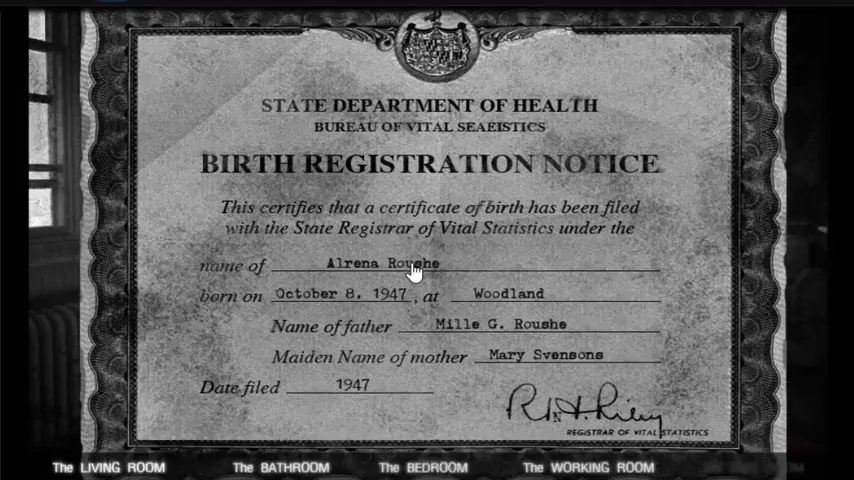 STATE DEPARTMENT OF HEALTH
BUREAU OF VITAL SEAEISTICS
BIRTH REGISTRATION NOTICE
This certifies that a certificate of birth has been filed
with the State Registrar of Vital Statistics under the
name of Alrena Roushe
born on October 8, 1947, at Woodland
Name of father Mille G. Roushe
Maiden Name of mother Mary Svensons
Date filed 1947
REGISTRAR OF VITAL STATISTICS
The LIVING ROOM The BATHROOM The BEDROOM The WORKING ROOM